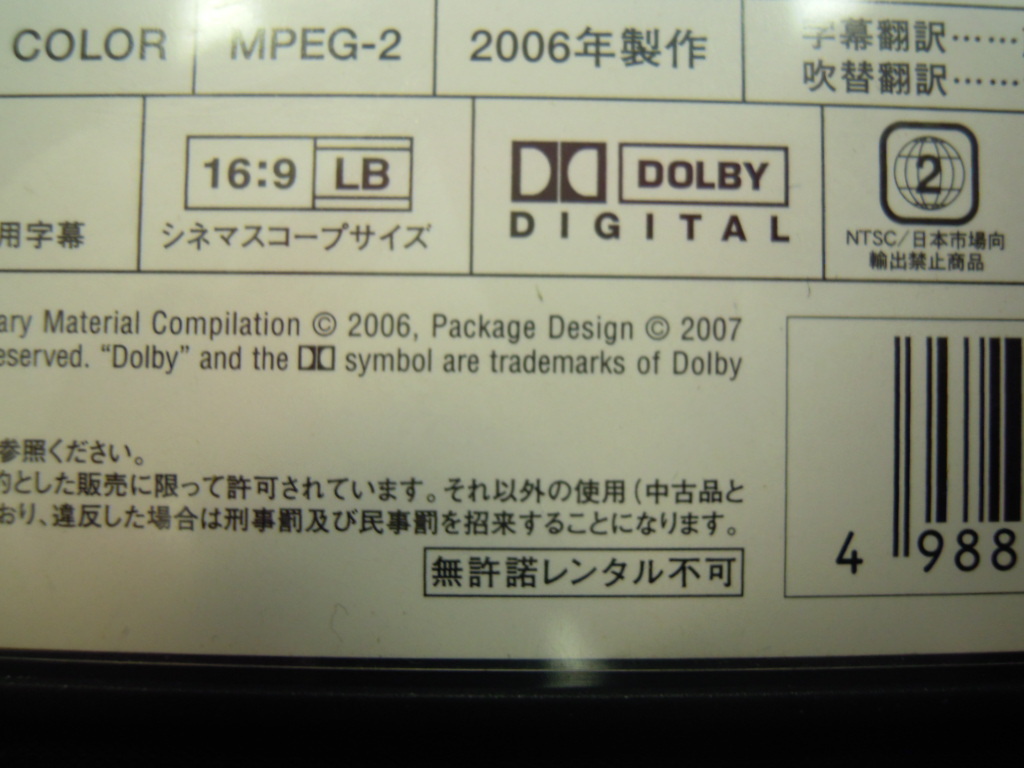 COLOR MPEG-2 2006年製作 字幕翻訳……
吹替翻訳……
用字幕
16:9 LB
シネマスコープサイズ
DOLBY
DIGITAL
2
NTSC/日本市場向
輸出禁止商品
ary Material Compilation © 2006, Package Design © 2007
eserved. “Dolby” and the symbol are trademarks of Dolby
参照ください。
的とした販売に限って許可されています。それ以外の使用(中古品と
おり、違反した場合は刑事罰及び民事罰を招来することになります。
無許諾レンタル不可
4 988